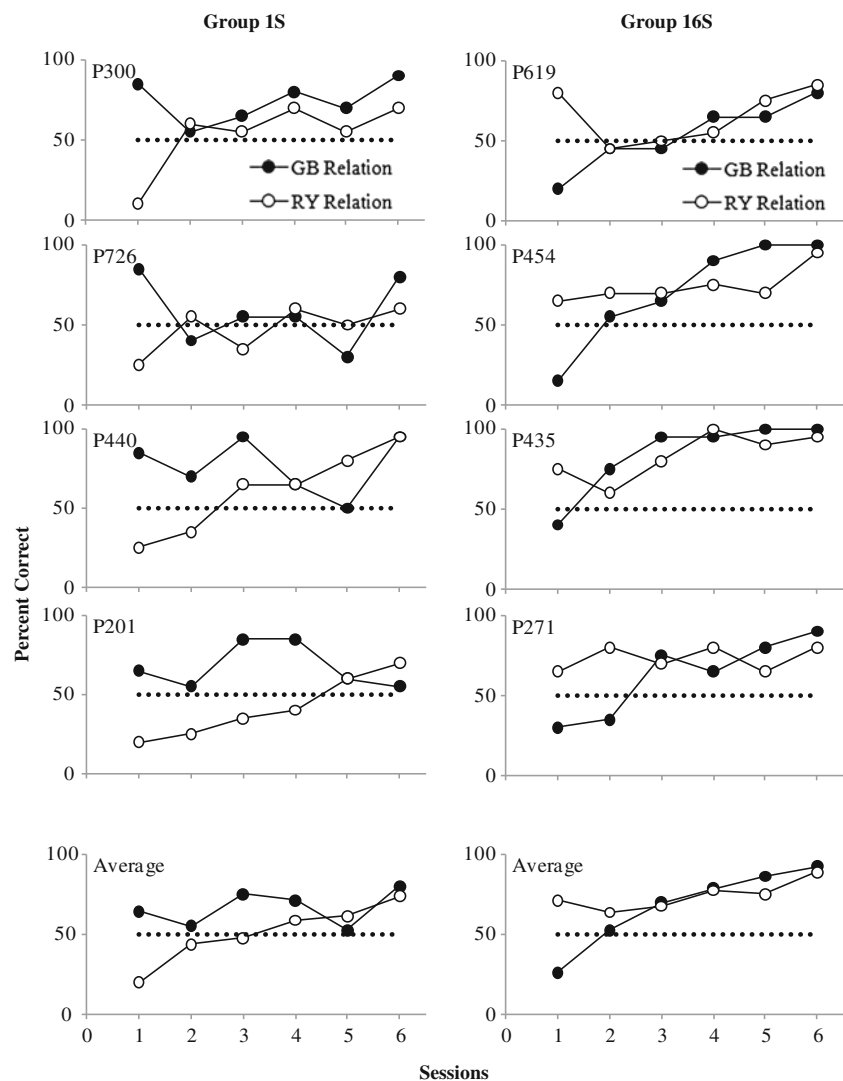 Group 1S
Group 16S
P300
100
50
0
GB Relation
RY Relation
P619
100
50
0
GB Relation
RY Relation
P726
100
50
0
P454
100
50
0
P440
100
50
0
P435
100
50
0
P201
100
50
0
P271
100
50
0
Average
100
50
0
0 1 2 3 4 5 6
Average
100
50
0
0 1 2 3 4 5 6
Percent Correct
Sessions